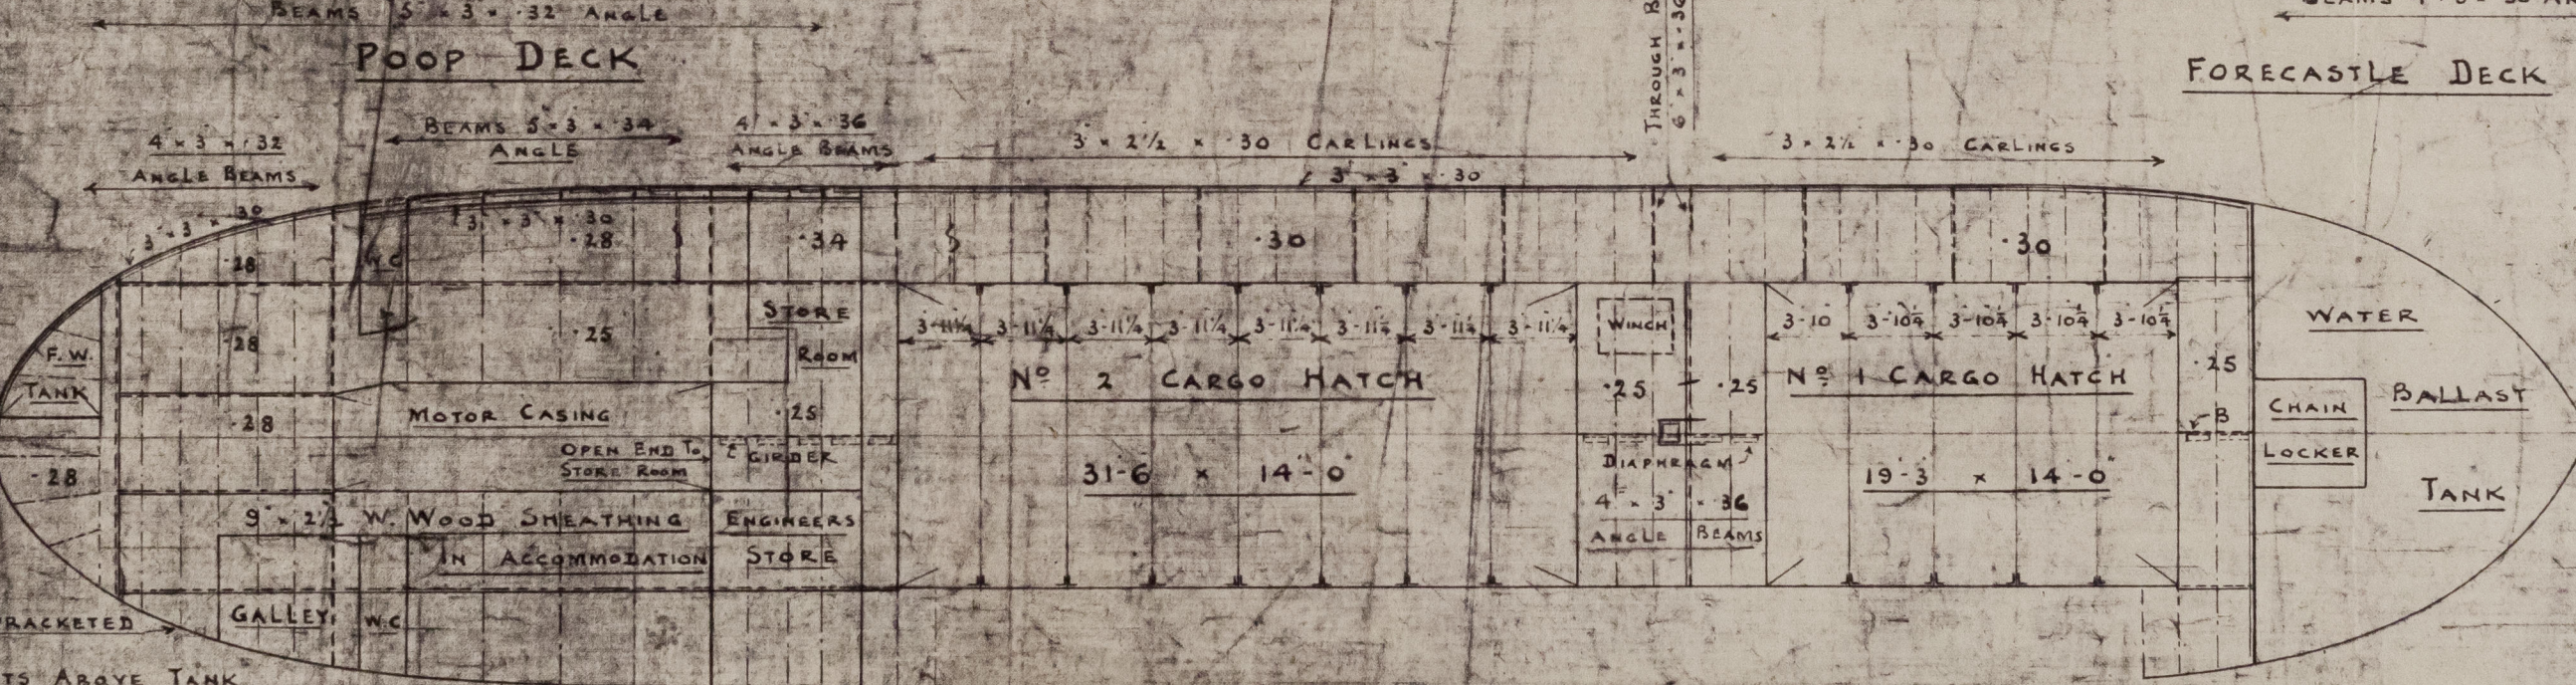 BEAMS 5" × 3" × ·32 ANGLE
POOP DECK
FORECASTLE DECK
THROUGH B
6" × 3" × ·36
4" × 3" × ·32
ANGLE BEAMS
BEAMS 5" × 3" × ·34
ANGLE
4" × 3" × ·36
ANGLE BEAMS
3" × 2½" × ·30 CARLINGS
3" × 3" × ·30
3" × 2½" × ·30 CARLINGS
3" × 3" × ·30
3" × 3" × ·30
·28
·34
·30
·30
·28
W.C
·28
·25
STORE
ROOM
F.W.
TANK
·28
·28
MOTOR CASING
OPEN END TO
STORE ROOM
·25
℄ GIRDER
9" × 2½" W. WOOD SHEATHING
IN ACCOMMODATION
ENGINEERS
STORE
GALLEY
W.C
RACKETED
TS ABOVE TANK
3-11¼ 3-11¼ 3-11¼ 3-11¼ 3-11¼ 3-11¼ 3-11¼ 3-11¼
Nº 2 CARGO HATCH
31-6 × 14-0"
WINCH
·25
·25
DIAPHRAGM
4" × 3" × ·36
ANGLE BEAMS
3-10 3-10¼ 3-10¼ 3-10¼ 3-10¼
Nº 1 CARGO HATCH
19-3 × 14-0"
·25
B
WATER
BALLAST
TANK
CHAIN
LOCKER